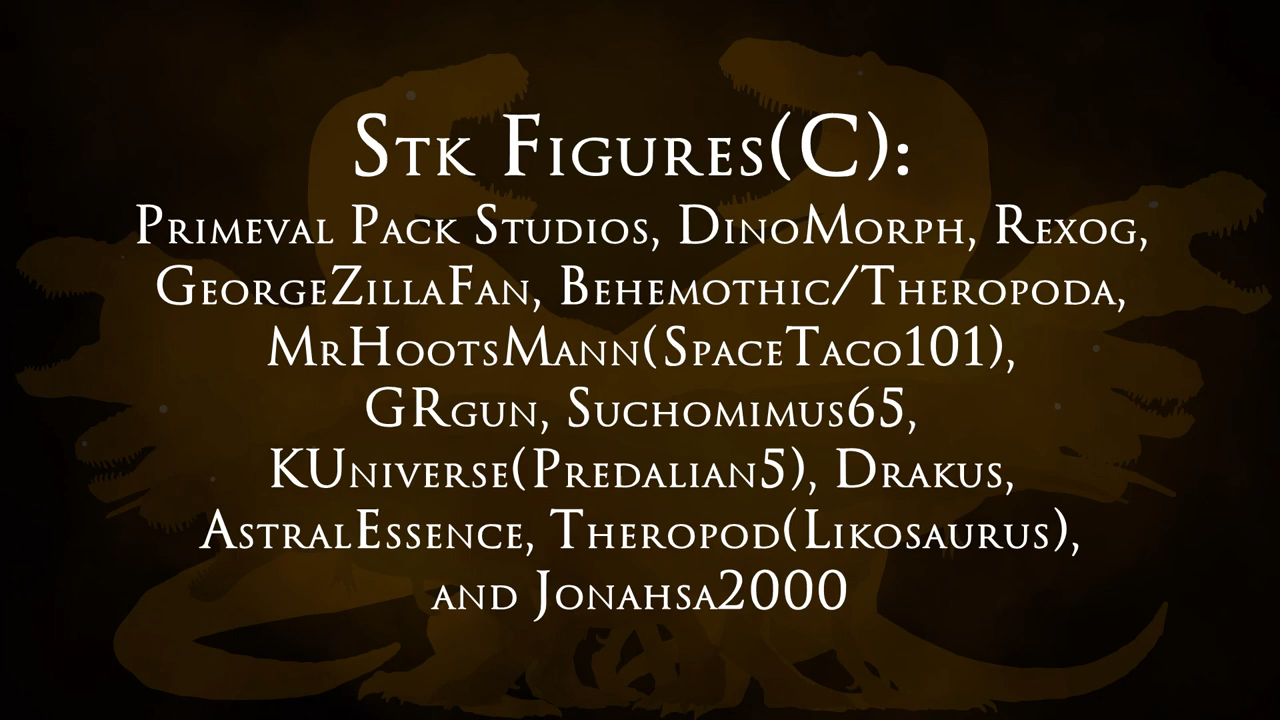 Stk Figures(C):
Primeval Pack Studios, DinoMorph, Rexog,
GeorgeZillaFan, Behemothic/Theropoda,
MrHootsMann(SpaceTaco101),
GRgun, Suchomimus65,
KUniverse(Predalian5), Drakus,
AstralEssence, Theropod(Likosaurus),
and Jonahsa2000